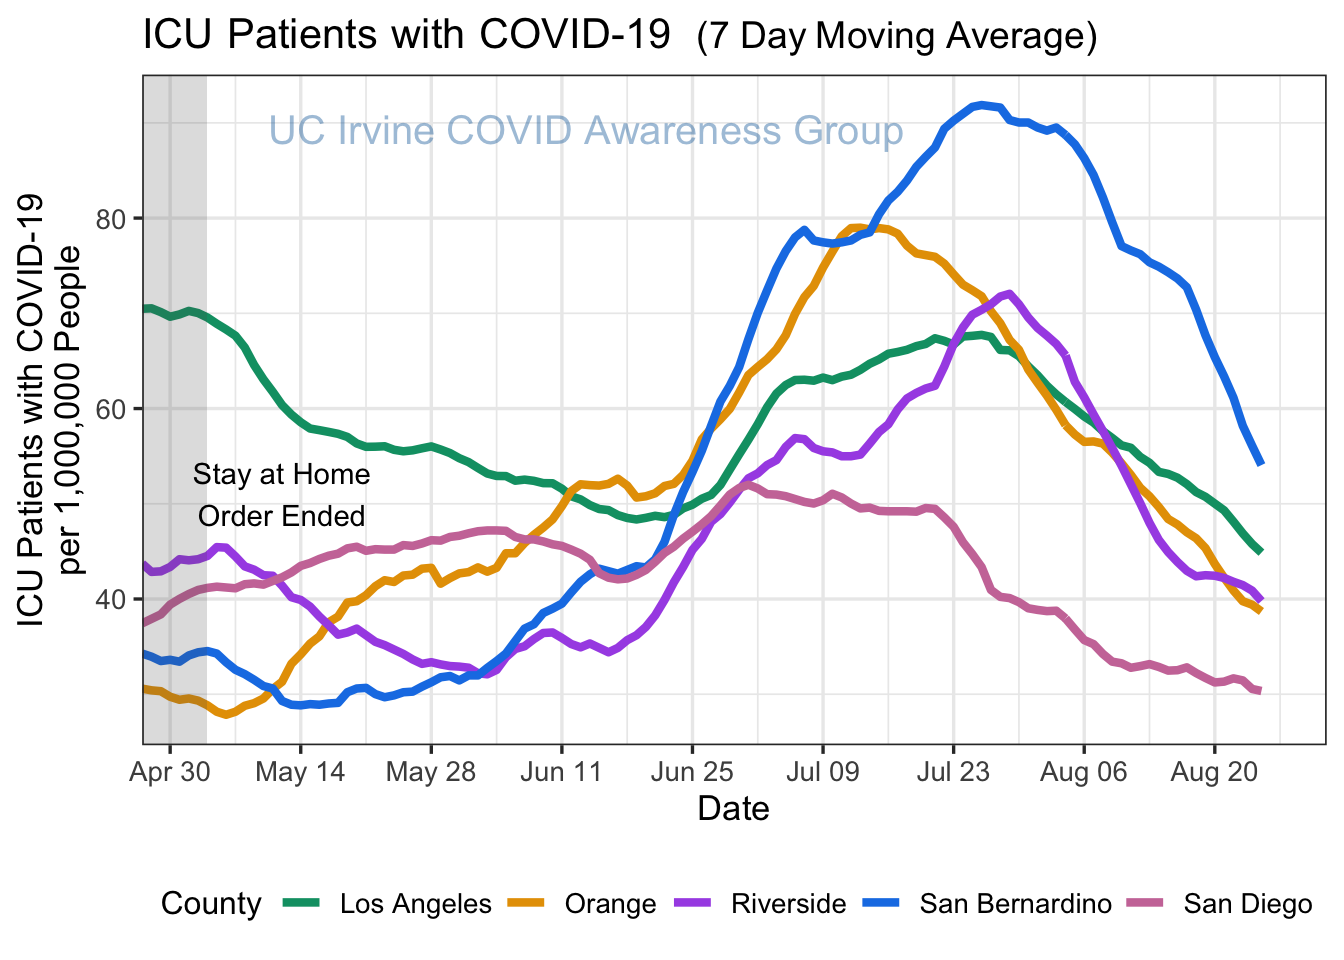 ICU Patients with COVID-19 (7 Day Moving Average)
UC Irvine COVID Awareness Group
ICU Patients with COVID-19
per 1,000,000 People
80
60
40
Stay at Home
Order Ended
Apr 30 May 14 May 28 Jun 11 Jun 25 Jul 09 Jul 23 Aug 06 Aug 20
Date
County Los Angeles Orange Riverside San Bernardino San Diego